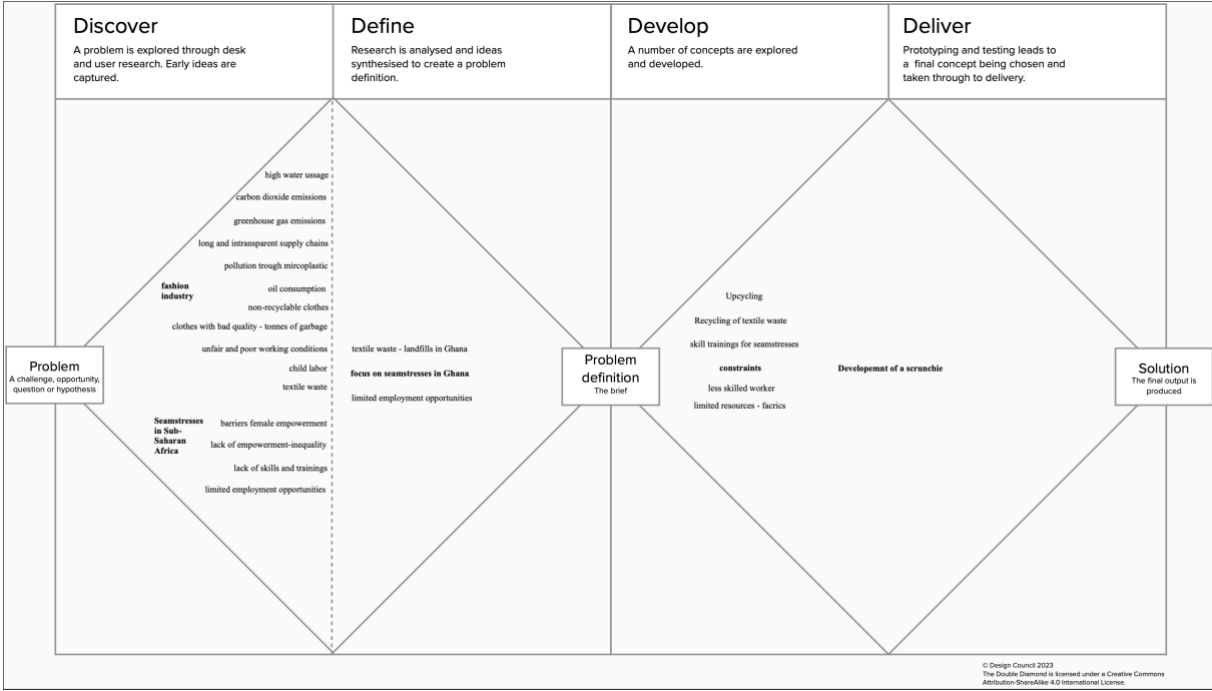 Discover
A problem is explored through desk
and user research. Early ideas are
captured.
Define
Research is analysed and ideas
synthesised to create a problem
definition.
Develop
A number of concepts are explored
and developed.
Deliver
Prototyping and testing leads to
a final concept being chosen and
taken through to delivery.
Problem
A challenge, opportunity,
question or hypothesis
fashion
industry
high water ussage
carbon dioxide emissions
greenhouse gas emissions
long and intransparent supply chains
pollution trough mircoplastic
oil consumption
non-recyclable clothes
clothes with bad quality - tonnes of garbage
unfair and poor working conditions
child labor
textile waste
Seamstresses
in Sub-
Saharan
Africa
barriers female empowerment
lack of empowerment-inequality
lack of skills and trainings
limited employment opportunities
textile waste - landfills in Ghana
focus on seamstresses in Ghana
limited employment opportunities
Problem
definition
The brief
Upcycling
Recycling of textile waste
skill trainings for seamstresses
constraints
less skilled worker
limited resources - facrics
Developemnt of a scrunchie
Solution
The final output is
produced
© Design Council 2023
The Double Diamond is licensed under a Creative Commons
Attribution-ShareAlike 4.0 International License.